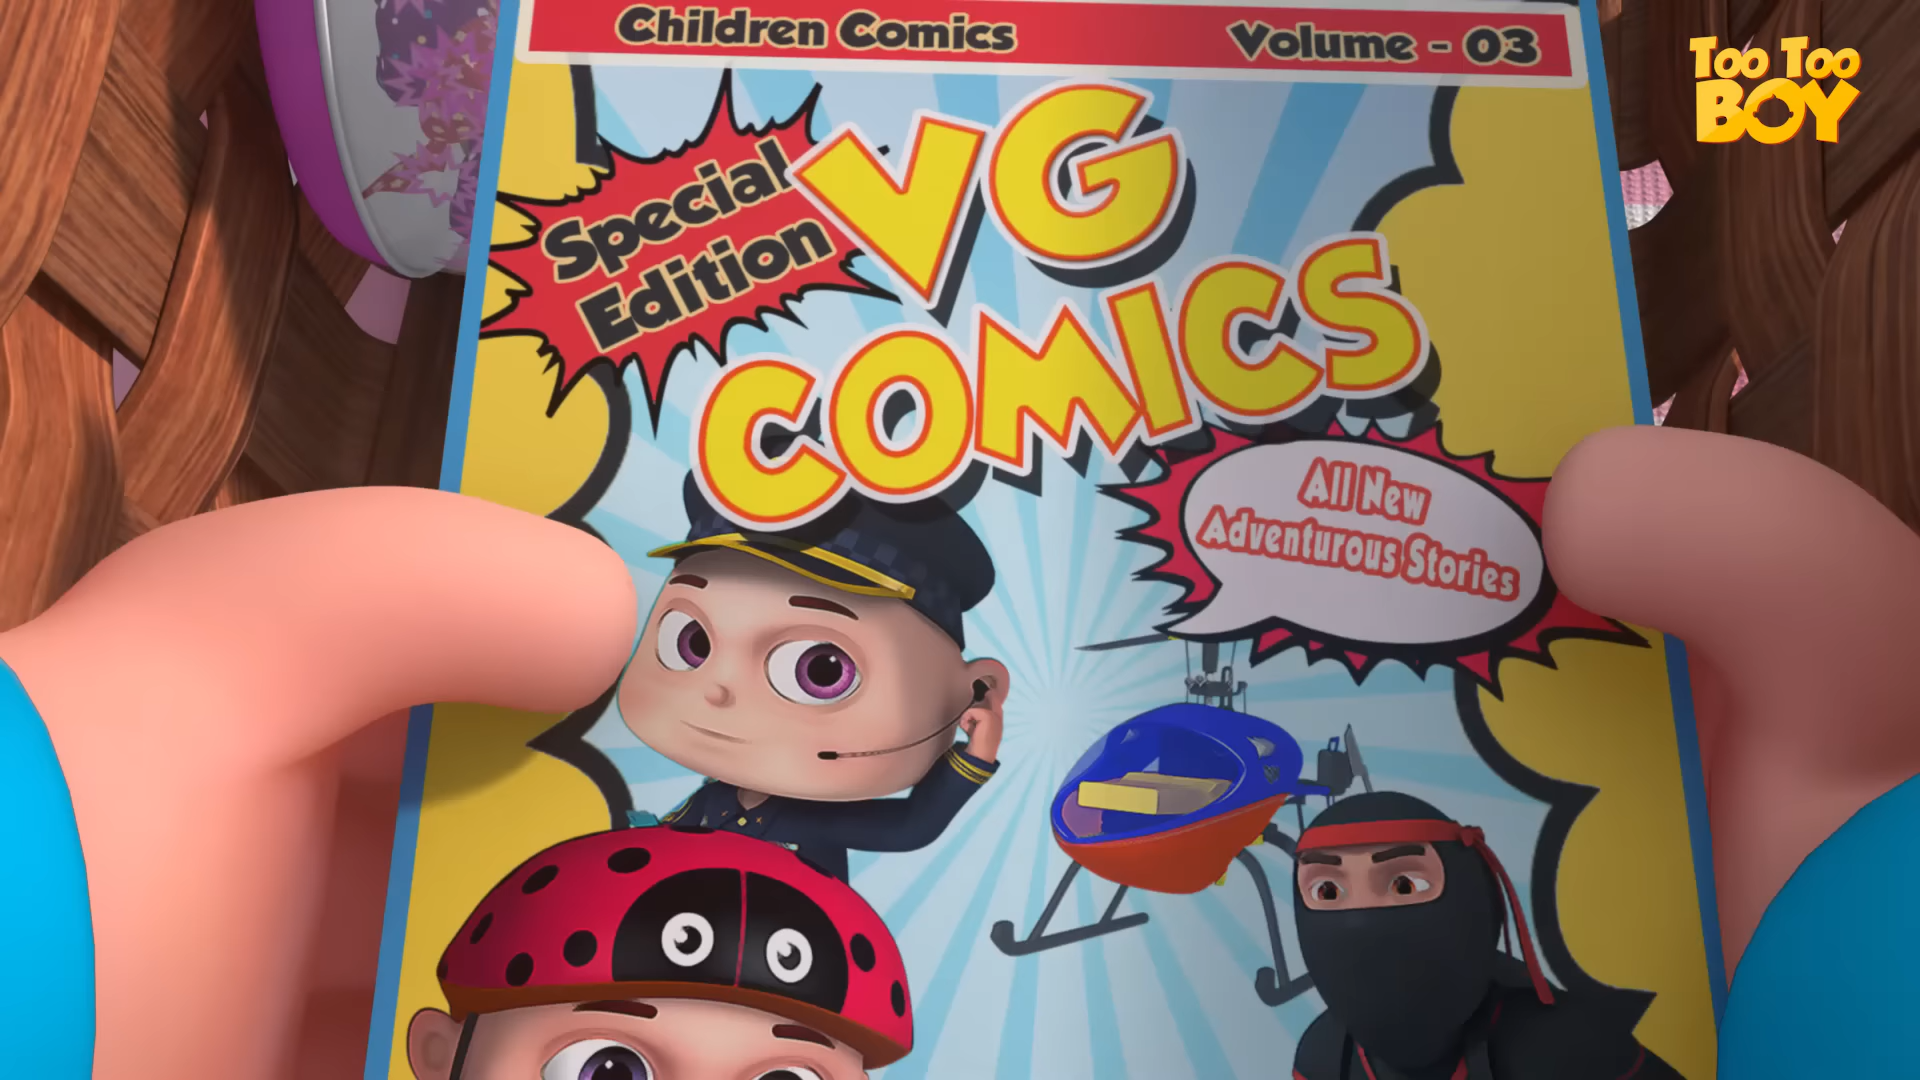 Children Comics Volume - 03
Special
Edition
VG
COMICS
All New
Adventurous Stories
TOO TOO
BOY